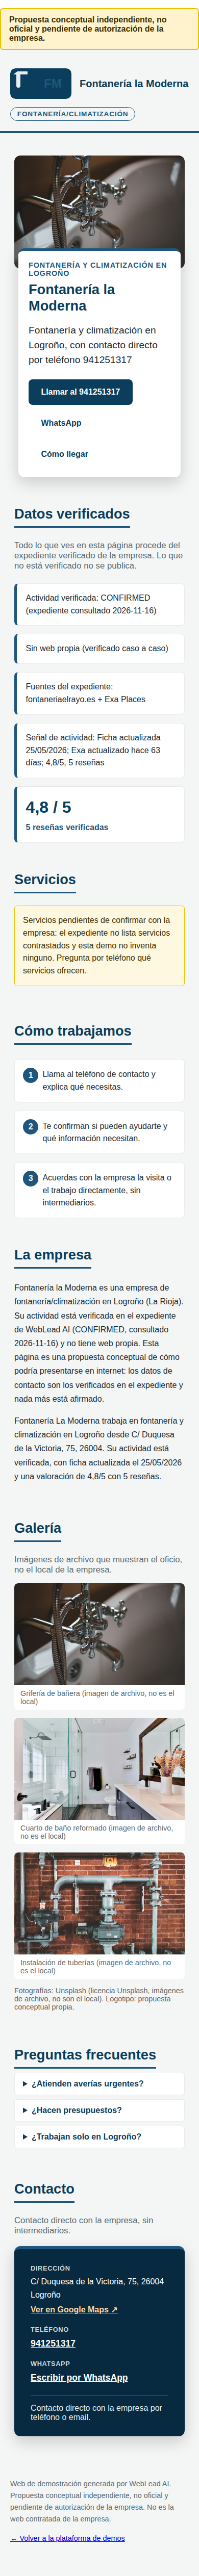 Propuesta conceptual independiente, no
oficial y pendiente de autorización de la
empresa.
FM
Fontanería la Moderna
FONTANERÍA/CLIMATIZACIÓN
FONTANERÍA Y CLIMATIZACIÓN EN
LOGROÑO
Fontanería la
Moderna
Fontanería y climatización en
Logroño, con contacto directo
por teléfono 941251317
Llamar al 941251317
WhatsApp
Cómo llegar
Datos verificados
Todo lo que ves en esta página procede del
expediente verificado de la empresa. Lo que
no está verificado no se publica.
Actividad verificada: CONFIRMED
(expediente consultado 2026-11-16)
Sin web propia (verificado caso a caso)
Fuentes del expediente:
fontaneriaelrayo.es + Exa Places
Señal de actividad: Ficha actualizada
25/05/2026; Exa actualizado hace 63
días; 4,8/5, 5 reseñas
4,8 / 5
5 reseñas verificadas
Servicios
Servicios pendientes de confirmar con la
empresa: el expediente no lista servicios
contrastados y esta demo no inventa
ninguno. Pregunta por teléfono qué
servicios ofrecen.
Cómo trabajamos
1 Llama al teléfono de contacto y
explica qué necesitas.
2 Te confirman si pueden ayudarte y
qué información necesitan.
3 Acuerdas con la empresa la visita o
el trabajo directamente, sin
intermediarios.
La empresa
Fontanería la Moderna es una empresa de
fontanería/climatización en Logroño (La Rioja).
Su actividad está verificada en el expediente
de WebLead AI (CONFIRMED, consultado
2026-11-16) y no tiene web propia. Esta
página es una propuesta conceptual de cómo
podría presentarse en internet: los datos de
contacto son los verificados en el expediente y
nada más está afirmado.
Fontanería La Moderna trabaja en fontanería y
climatización en Logroño desde C/ Duquesa
de la Victoria, 75, 26004. Su actividad está
verificada, con ficha actualizada el 25/05/2026
y una valoración de 4,8/5 con 5 reseñas.
Galería
Imágenes de archivo que muestran el oficio,
no el local de la empresa.
Grifería de bañera (imagen de archivo, no es el
local)
Cuarto de baño reformado (imagen de archivo,
no es el local)
Instalación de tuberías (imagen de archivo, no
es el local)
Fotografías: Unsplash (licencia Unsplash, imágenes
de archivo, no son el local). Logotipo: propuesta
conceptual propia.
Preguntas frecuentes
▶ ¿Atienden averías urgentes?
▶ ¿Hacen presupuestos?
▶ ¿Trabajan solo en Logroño?
Contacto
Contacto directo con la empresa, sin
intermediarios.
DIRECCIÓN
C/ Duquesa de la Victoria, 75, 26004
Logroño
Ver en Google Maps ↗
TELÉFONO
941251317
WHATSAPP
Escribir por WhatsApp
Contacto directo con la empresa por
teléfono o email.
Web de demostración generada por WebLead AI.
Propuesta conceptual independiente, no oficial y
pendiente de autorización de la empresa. No es la
web contratada de la empresa.
← Volver a la plataforma de demos